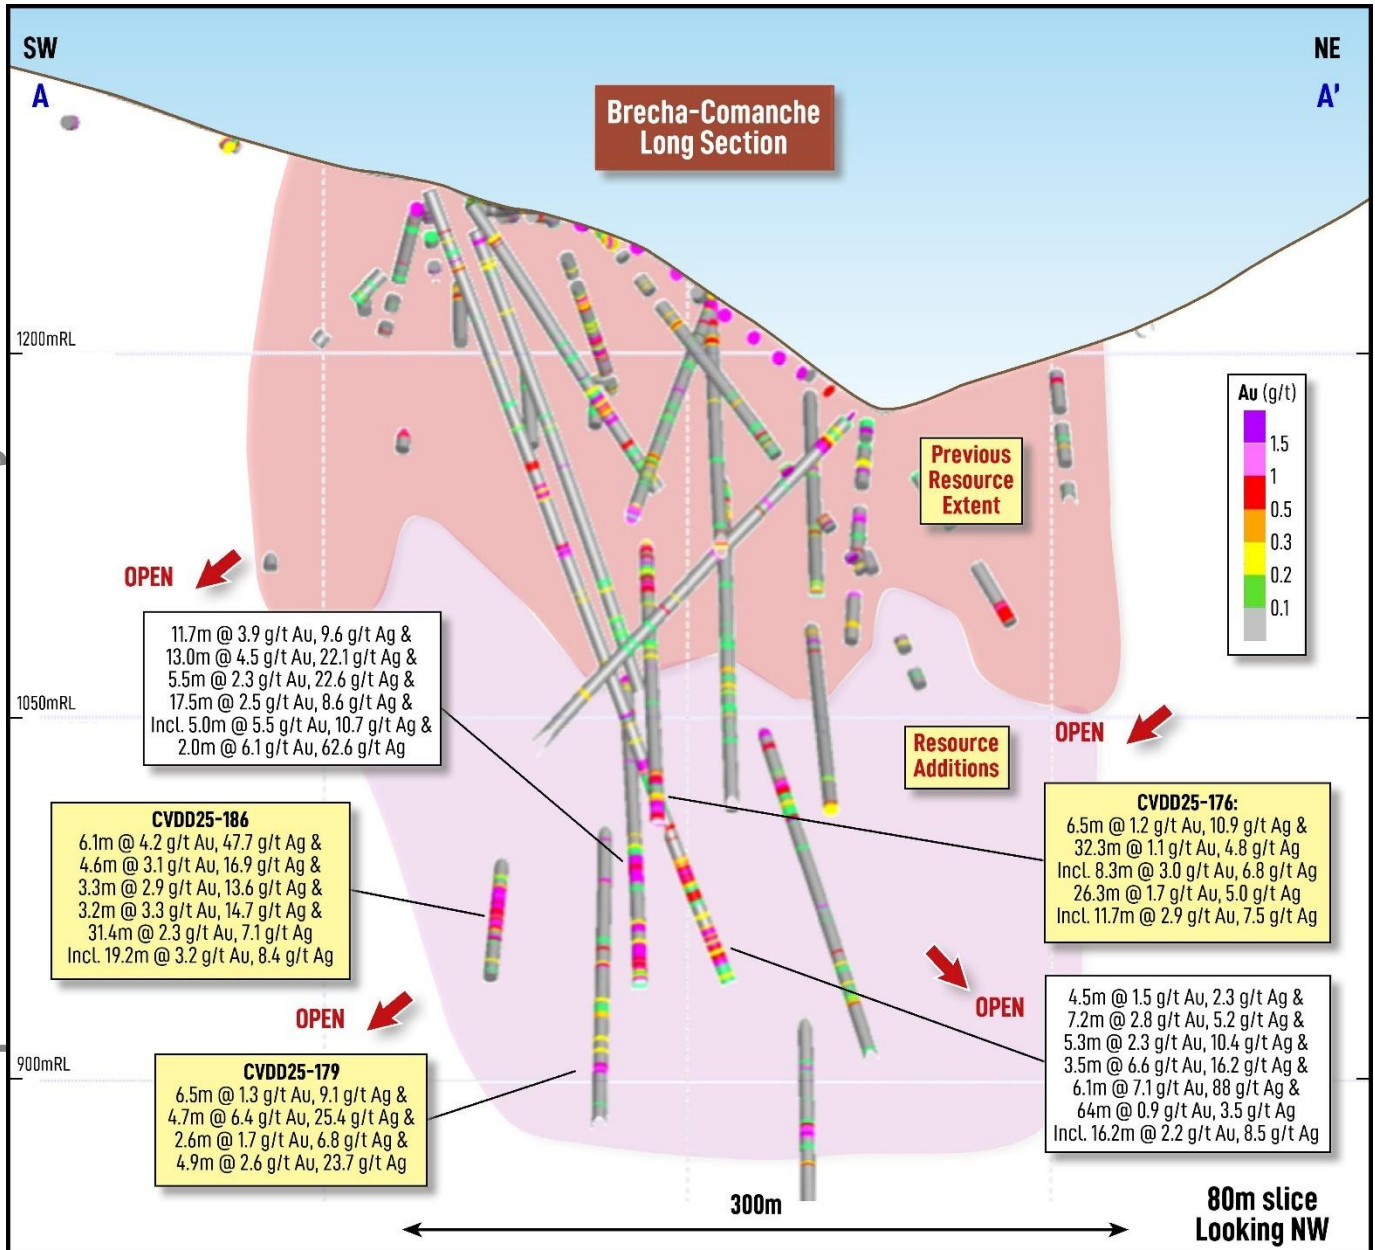 SW
NE
A
A'
Brecha-Comanche
Long Section
1200mRL
Au (g/t)
1.5
1
0.5
0.3
0.2
0.1
Previous
Resource
Extent
OPEN
11.7m @ 3.9 g/t Au, 9.6 g/t Ag &
13.0m @ 4.5 g/t Au, 22.1 g/t Ag &
5.5m @ 2.3 g/t Au, 22.6 g/t Ag &
17.5m @ 2.5 g/t Au, 8.6 g/t Ag &
Incl. 5.0m @ 5.5 g/t Au, 10.7 g/t Ag &
2.0m @ 6.1 g/t Au, 62.6 g/t Ag
1050mRL
OPEN
Resource
Additions
CVDD25-186
6.1m @ 4.2 g/t Au, 47.7 g/t Ag &
4.6m @ 3.1 g/t Au, 16.9 g/t Ag &
3.3m @ 2.9 g/t Au, 13.6 g/t Ag &
3.2m @ 3.3 g/t Au, 14.7 g/t Ag &
31.4m @ 2.3 g/t Au, 7.1 g/t Ag
Incl. 19.2m @ 3.2 g/t Au, 8.4 g/t Ag
CVDD25-176:
6.5m @ 1.2 g/t Au, 10.9 g/t Ag &
32.3m @ 1.1 g/t Au, 4.8 g/t Ag
Incl. 8.3m @ 3.0 g/t Au, 6.8 g/t Ag
26.3m @ 1.7 g/t Au, 5.0 g/t Ag
Incl. 11.7m @ 2.9 g/t Au, 7.5 g/t Ag
OPEN
OPEN
4.5m @ 1.5 g/t Au, 2.3 g/t Ag &
7.2m @ 2.8 g/t Au, 5.2 g/t Ag &
5.3m @ 2.3 g/t Au, 10.4 g/t Ag &
3.5m @ 6.6 g/t Au, 16.2 g/t Ag &
6.1m @ 7.1 g/t Au, 88 g/t Ag &
64m @ 0.9 g/t Au, 3.5 g/t Ag
Incl. 16.2m @ 2.2 g/t Au, 8.5 g/t Ag
900mRL
CVDD25-179
6.5m @ 1.3 g/t Au, 9.1 g/t Ag &
4.7m @ 6.4 g/t Au, 25.4 g/t Ag &
2.6m @ 1.7 g/t Au, 6.8 g/t Ag &
4.9m @ 2.6 g/t Au, 23.7 g/t Ag
300m
80m slice
Looking NW